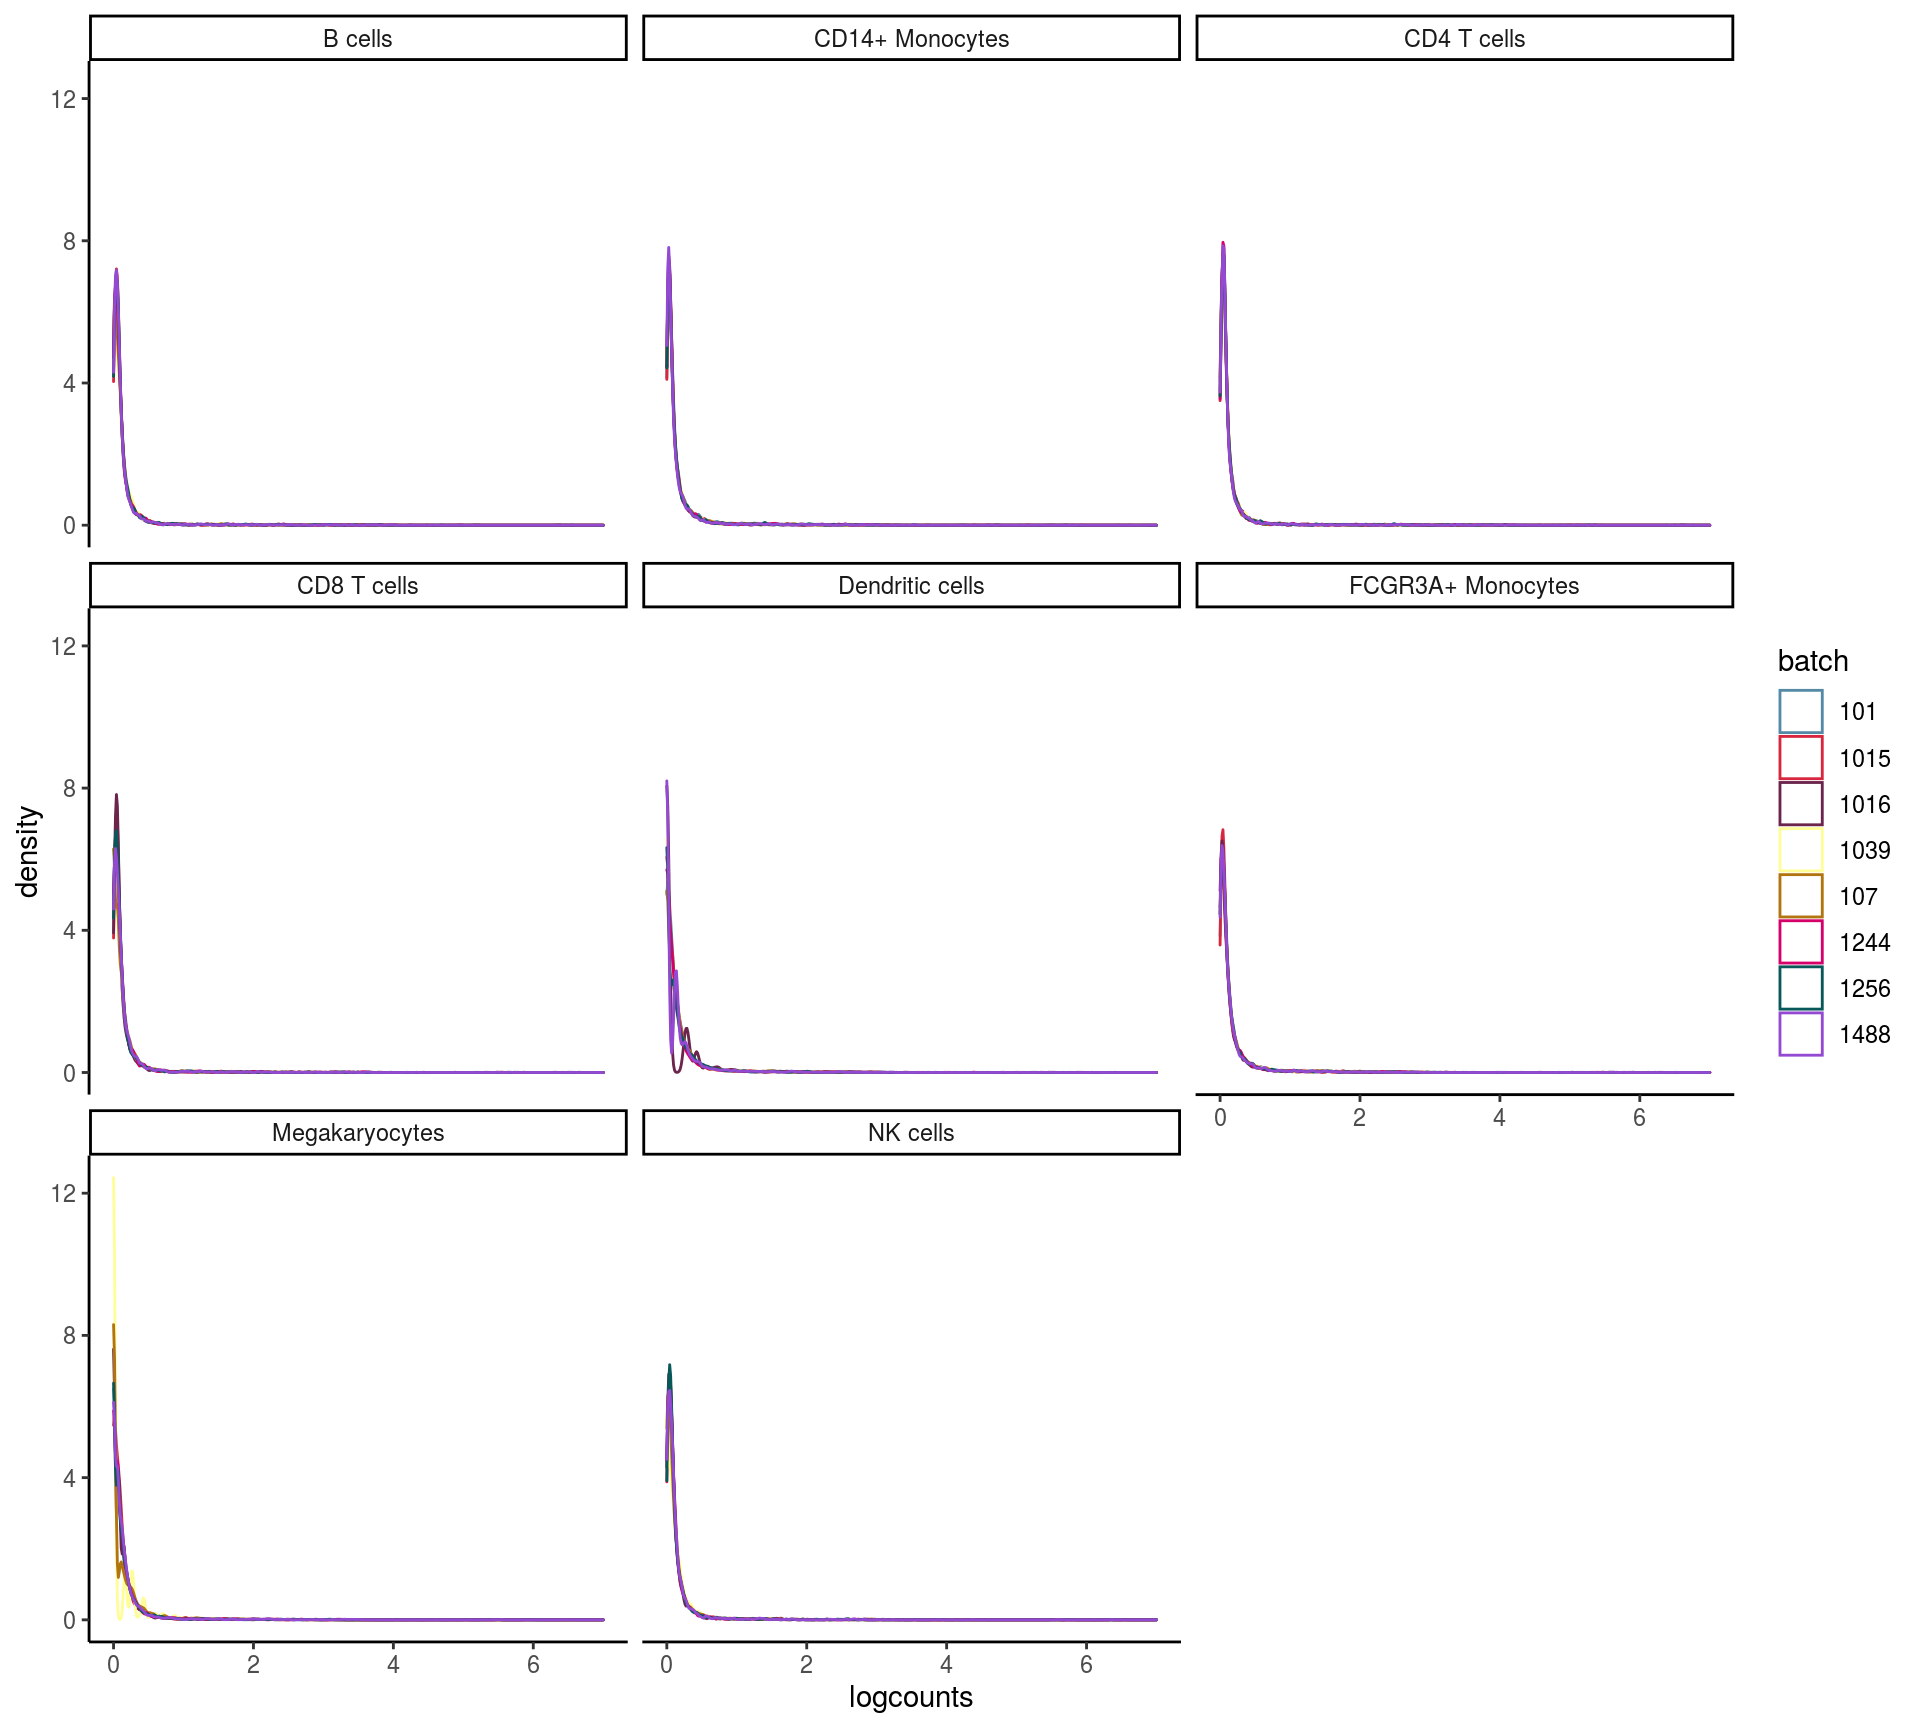 B cells
CD14+ Monocytes
CD4 T cells
12
8
4
0
CD8 T cells
Dendritic cells
FCGR3A+ Monocytes
12
8
4
0
0 2 4 6
Megakaryocytes
NK cells
12
8
4
0
0 2 4 6
0 2 4 6
density
logcounts
batch
101
1015
1016
1039
107
1244
1256
1488